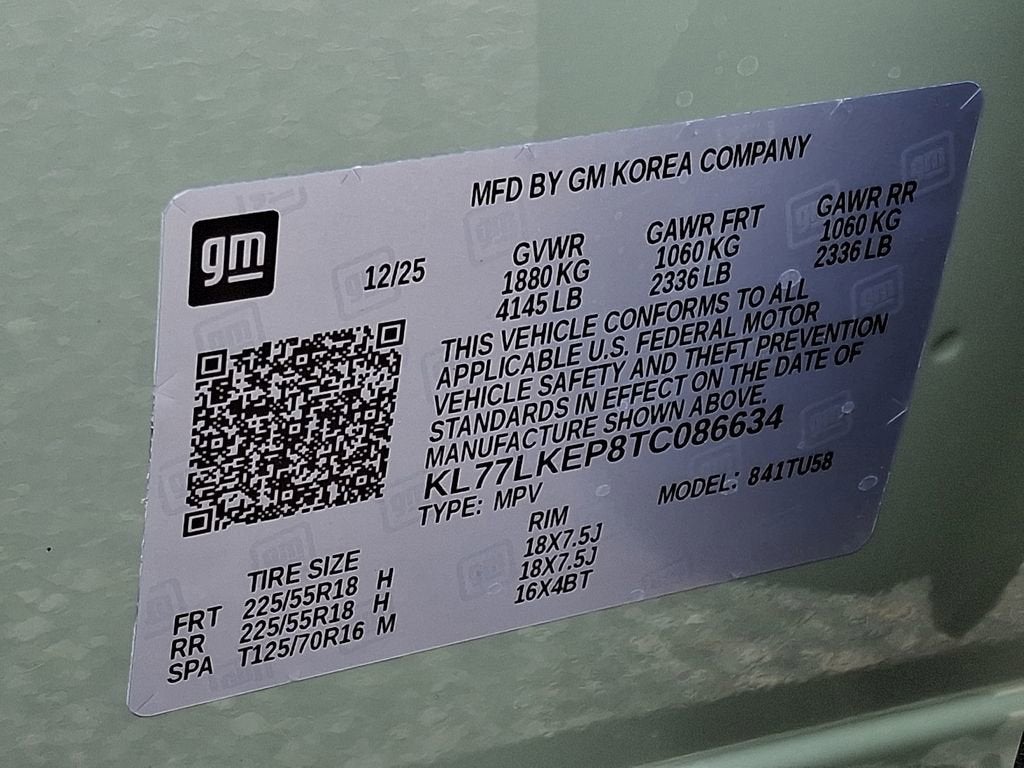 MFD BY GM KOREA COMPANY
gm
12/25
GVWR GAWR FRT GAWR RR
1880 KG 1060 KG 1060 KG
4145 LB 2336 LB 2336 LB
THIS VEHICLE CONFORMS TO ALL
APPLICABLE U.S. FEDERAL MOTOR
VEHICLE SAFETY AND THEFT PREVENTION
STANDARDS IN EFFECT ON THE DATE OF
MANUFACTURE SHOWN ABOVE.
KL77LKEP8TC086634
TYPE: MPV MODEL: 841TU58
TIRE SIZE RIM
FRT 225/55R18 H 18X7.5J
RR 225/55R18 H 18X7.5J
SPA T125/70R16 M 16X4BT